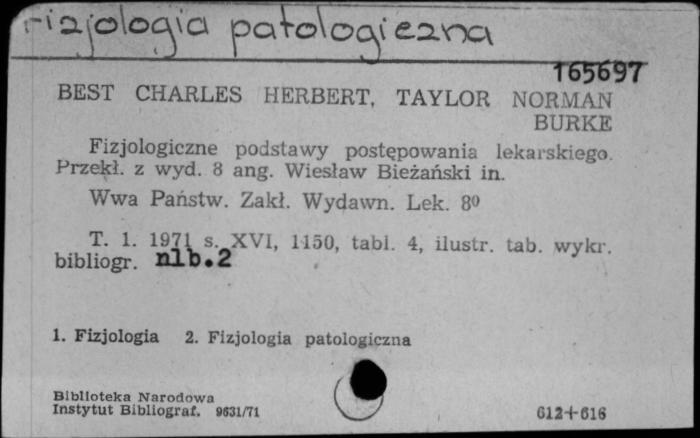 Fizjologia patologiczna
165697
BEST CHARLES HERBERT, TAYLOR NORMAN
BURKE
Fizjologiczne podstawy postępowania lekarskiego.
Przekł. z wyd. 8 ang. Wiesław Bieżański in.
Wwa Państw. Zakł. Wydawn. Lek. 8⁰
T. 1. 1971 s. XVI, 1150, tabl. 4, ilustr. tab. wykr.
bibliogr. nlb.2
1. Fizjologia 2. Fizjologia patologiczna
Biblioteka Narodowa
Instytut Bibliograf. 9631/71
612+616